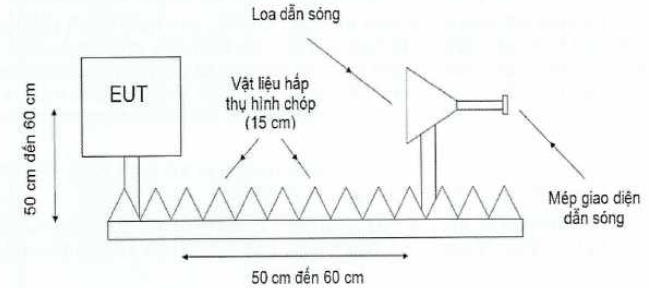 Loa dẫn sóng
EUT
Vật liệu hấp
thụ hình chóp
(15 cm)
50 cm đến 60 cm
Mép giao diện
dẫn sóng
50 cm đến 60 cm